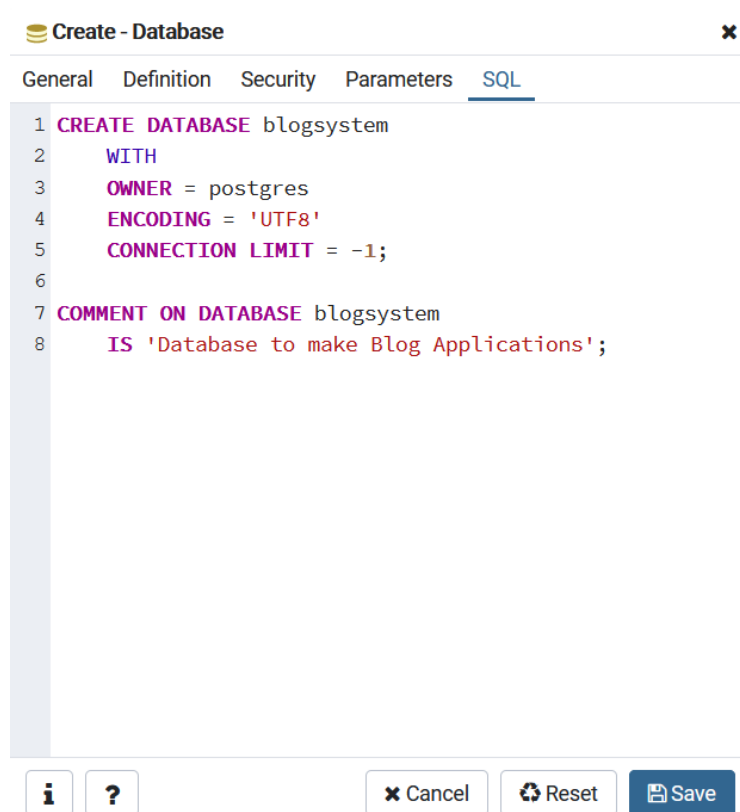 Create - Database
General Definition Security Parameters SQL
1 CREATE DATABASE blogsystem
2 WITH
3 OWNER = postgres
4 ENCODING = 'UTF8'
5 CONNECTION LIMIT = -1;
6
7 COMMENT ON DATABASE blogsystem
8 IS 'Database to make Blog Applications';
i ? Cancel Reset Save